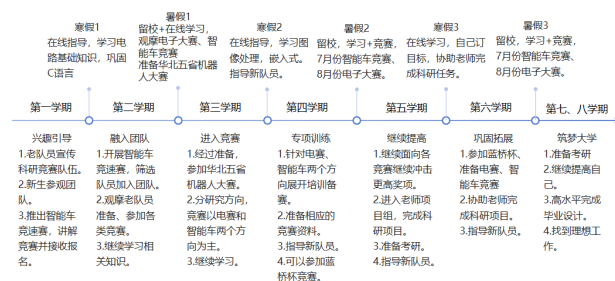 寒假1
在线指导，学习电
路基础知识，巩固
C语言
暑假1
留校+在线学习，
观摩电子大赛、智
能车竞赛
准备华北五省机器
人大赛
寒假2
在线指导，学习图
像处理，嵌入式。
指导新队员。
暑假2
留校，学习+竞赛，
7月份智能车竞赛、
8月份电子大赛。
寒假3
在线学习，自己订
目标，协助老师完
成科研任务。
暑假3
留校，学习+竞赛，
7月份智能车竞赛、
8月份电子大赛。
第一学期
第二学期
第三学期
第四学期
第五学期
第六学期
第七、八学期
兴趣引导
1.老队员宣传
科研竞赛队伍。
2.新生参观团
队。
3.推出智能车
竞速赛，讲解
竞赛并接收报
名。
融入团队
1.开展智能车
竞速赛，筛选
队员加入团队。
2.观摩老队员
准备、参加各
类竞赛。
3.继续学习相
关知识。
进入竞赛
1.经过准备，
参加华北五省
机器人大赛。
2.分研究方向，
竞赛以电赛和
智能车两个方
向为主。
3.继续学习。
专项训练
1.针对电赛、
智能车两个方
向展开培训备
赛。
2.准备相应的
竞赛资料。
3.指导新队员。
4.可以参加蓝
桥杯竞赛。
继续提高
1.继续面向各
竞赛继续冲击
更高奖项。
2.进入老师项
目组，完成科
研项目。
3.准备考研。
4.指导新队员。
巩固拓展
1.参加蓝桥杯、
准备电赛、智
能车竞赛
2.协助老师完
成科研项目。
3.指导新队员。
筑梦大学
1.准备考研
2.继续提高自
己。
3.高水平完成
毕业设计。
4.找到理想工
作。